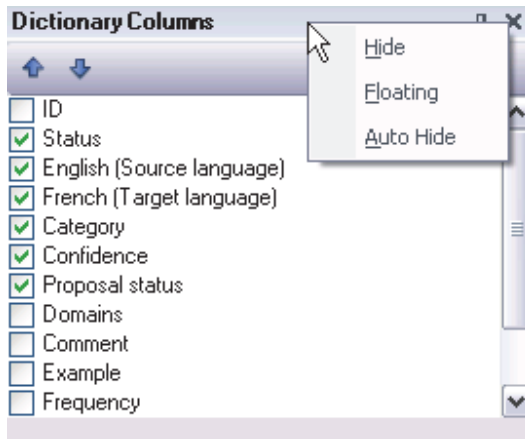 Dictionary Columns
Hide
Floating
Auto Hide
ID
Status
English (Source language)
French (Target language)
Category
Confidence
Proposal status
Domains
Comment
Example
Frequency